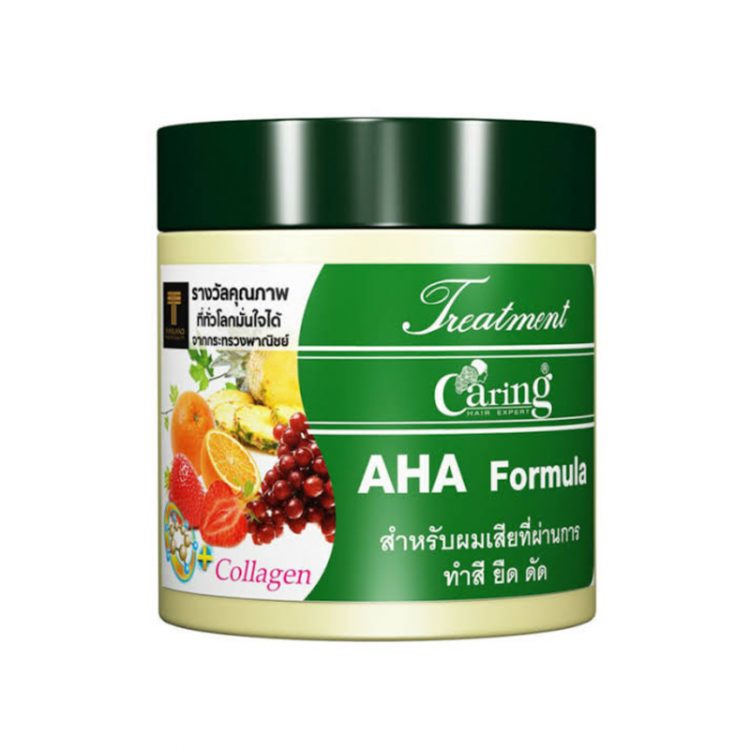 รางวัลคุณภาพ
ที่ทั่วโลกมั่นใจได้
จากกระทรวงพาณิชย์
T
THAILAND
Treatment
Caring®
HAIR EXPERT
AHA Formula
สำหรับผมเสียที่ผ่านการ
ทำสี ยืด ดัด
+Collagen